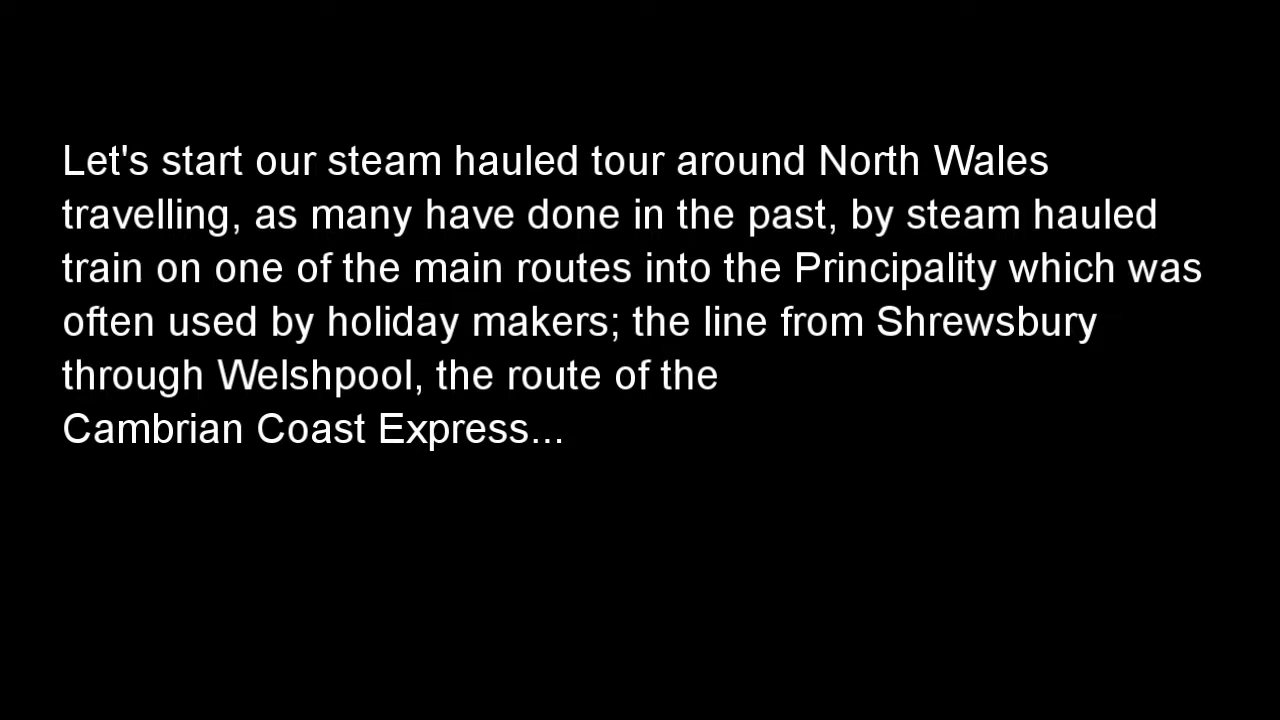 Let's start our steam hauled tour around North Wales
travelling, as many have done in the past, by steam hauled
train on one of the main routes into the Principality which was
often used by holiday makers; the line from Shrewsbury
through Welshpool, the route of the
Cambrian Coast Express...